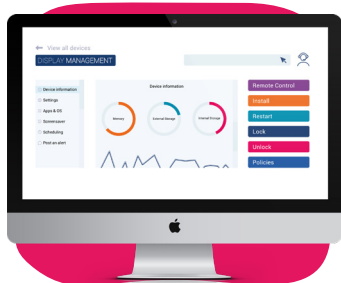 View all devices
DISPLAY MANAGEMENT
Device information
Settings
Apps & OS
Screensaver
Scheduling
Post an alert
Device information
Memory
External Storage
Internal Storage
Remote Control
Install
Restart
Lock
Unlock
Policies